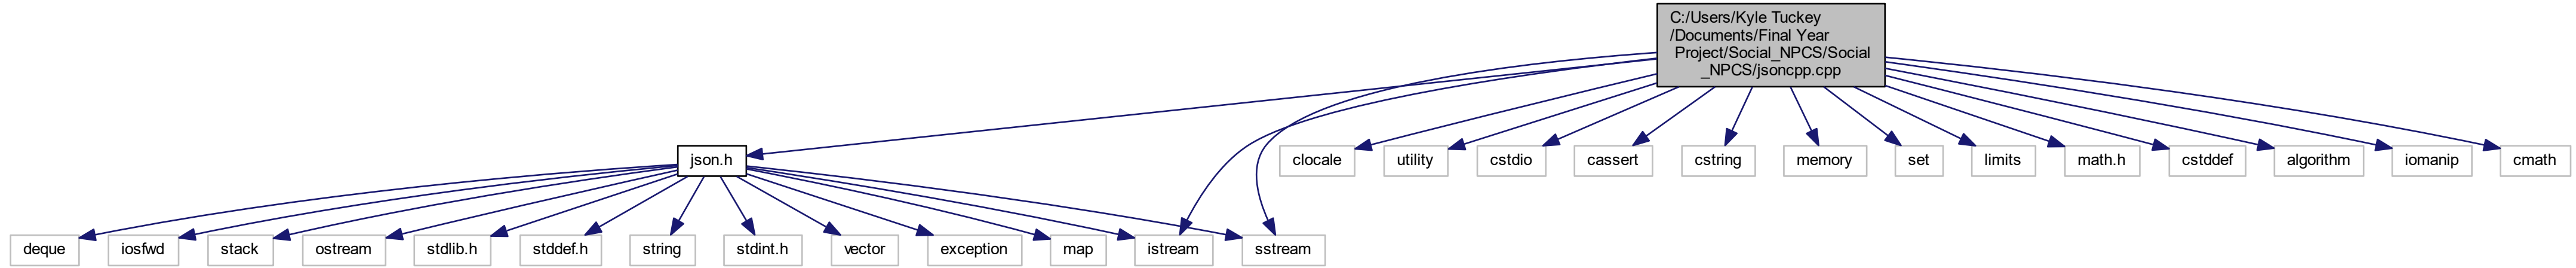 C:/Users/Kyle Tuckey
/Documents/Final Year
Project/Social_NPCS/Social
_NPCS/jsoncpp.cpp
json.h
clocale
utility
cstdio
cassert
cstring
memory
set
limits
math.h
cstddef
algorithm
iomanip
cmath
deque
iosfwd
stack
ostream
stdlib.h
stddef.h
string
stdint.h
vector
exception
map
istream
sstream